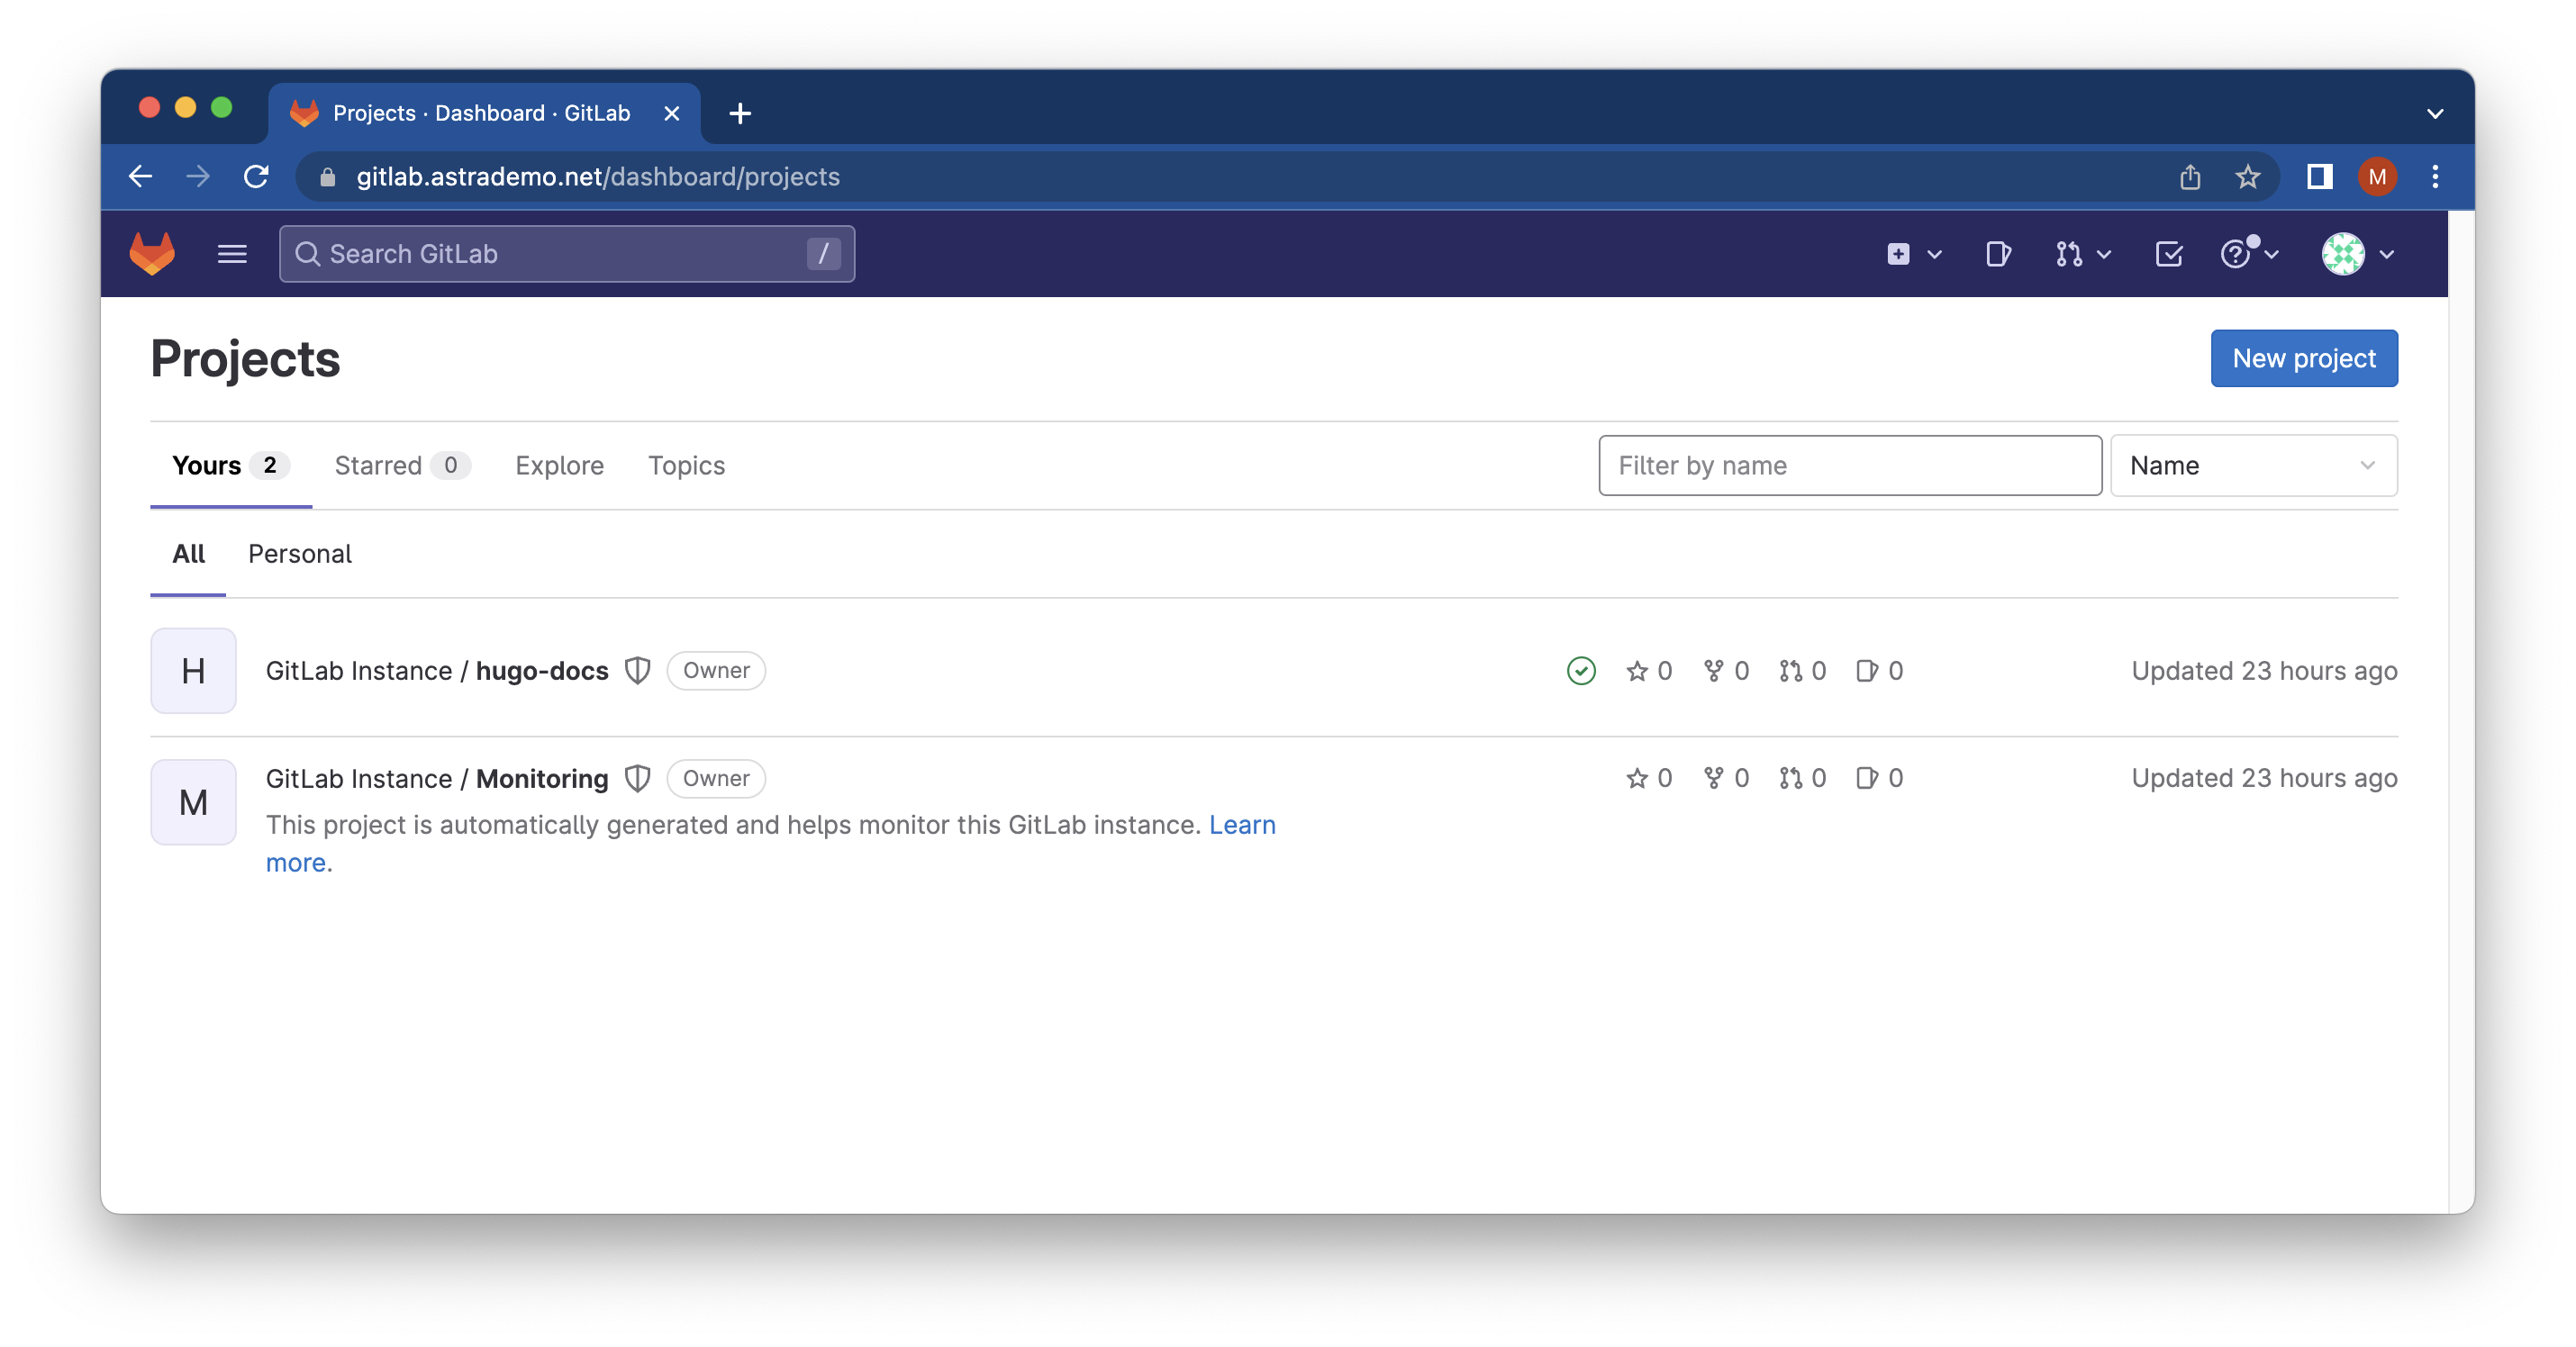 Projects · Dashboard · GitLab
gitlab.astrademo.net/dashboard/projects
M
Search GitLab /
Projects
New project
Yours 2 Starred 0 Explore Topics
Filter by name
Name
All Personal
H
GitLab Instance / hugo-docs Owner
0 0 0 0
Updated 23 hours ago
M
GitLab Instance / Monitoring Owner
0 0 0 0
Updated 23 hours ago
This project is automatically generated and helps monitor this GitLab instance. Learn
more.